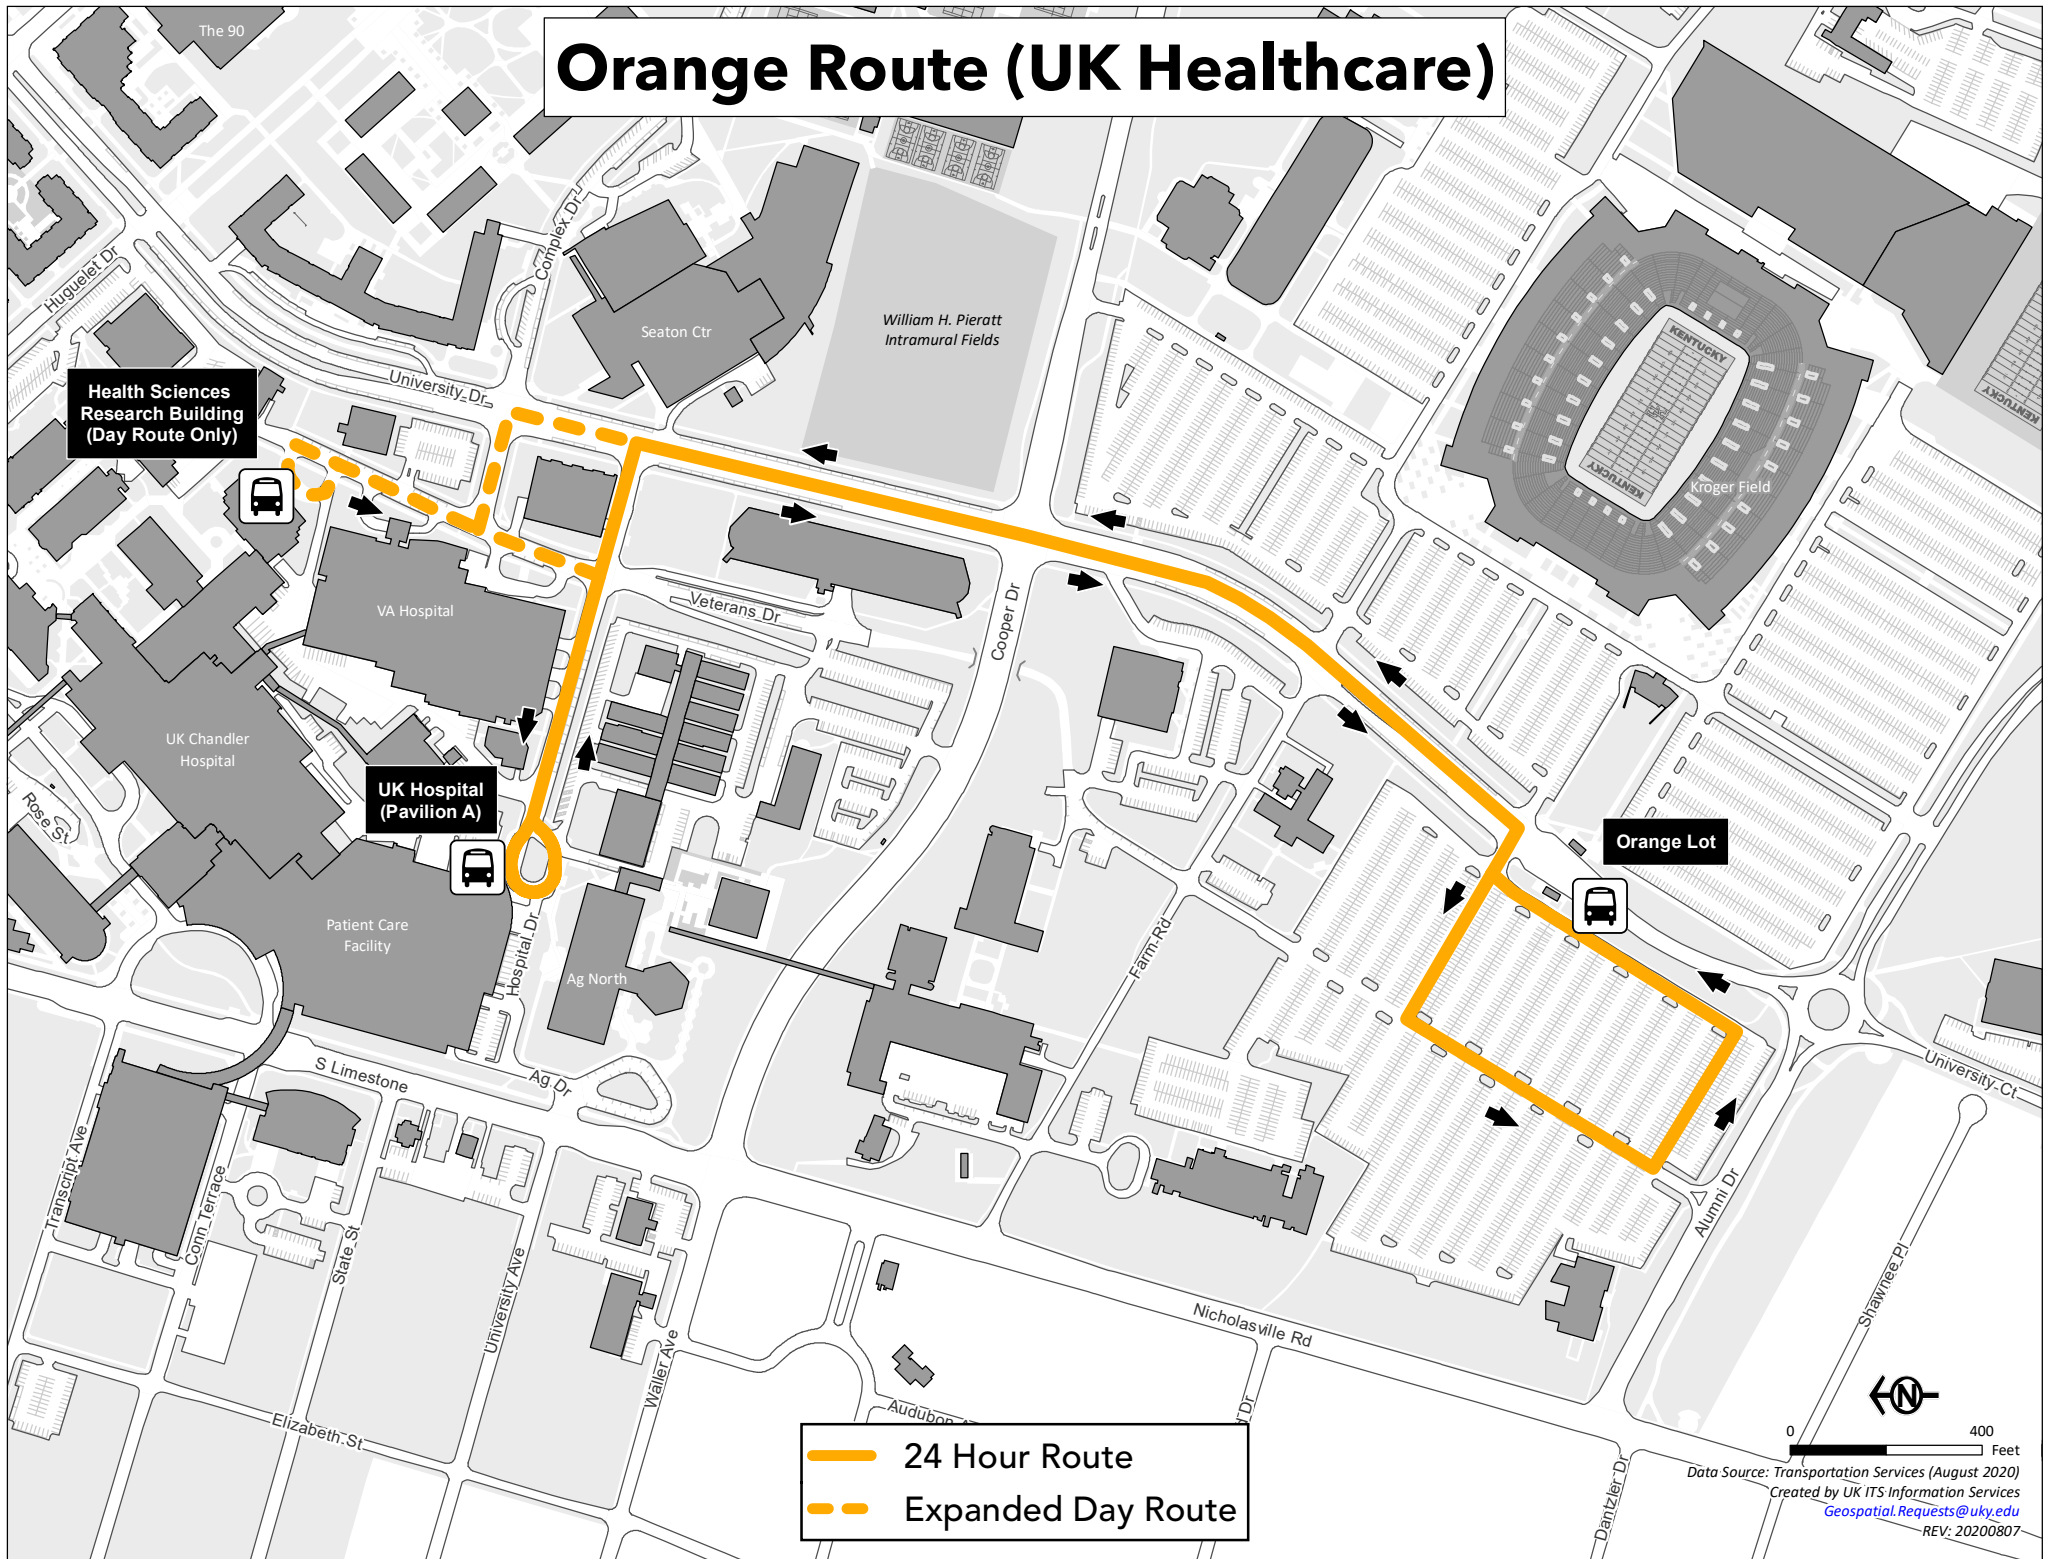 Orange Route (UK Healthcare)
The 90
Complex Dr
Huguelet Dr
Seaton Ctr
William H. Pieratt
Intramural Fields
KENTUCKY
KENTUCKY
KENTUCKY
Kroger Field
University Dr
Health Sciences
Research Building
(Day Route Only)
VA Hospital
Veterans Dr
Cooper Dr
UK Chandler
Hospital
Rose St
UK Hospital
(Pavilion A)
Orange Lot
Patient Care
Facility
Hospital Dr
Ag North
Farm Rd
S Limestone
Ag Dr
University Ct
Transcript Ave
Conn Terrace
State St
University Ave
Waller Ave
Alumni Dr
Shawnee Pl
Nicholasville Rd
Elizabeth St
Audubon
d Dr
Dantzler Dr
24 Hour Route
Expanded Day Route
N
0 400
Feet
Data Source: Transportation Services (August 2020)
Created by UK ITS Information Services
Geospatial.Requests@uky.edu
REV: 20200807